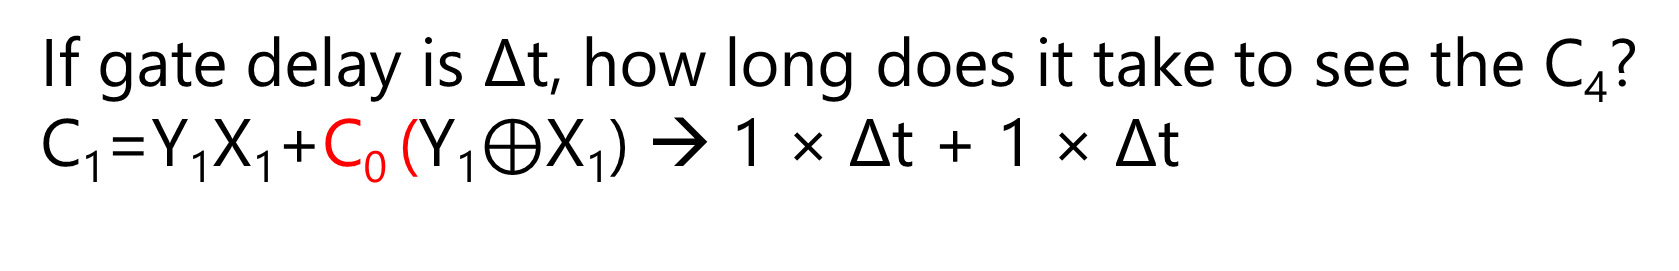 If gate delay is Δt, how long does it take to see the C₄?
C₁=Y₁X₁+C₀(Y₁⊕X₁) → 1 × Δt + 1 × Δt